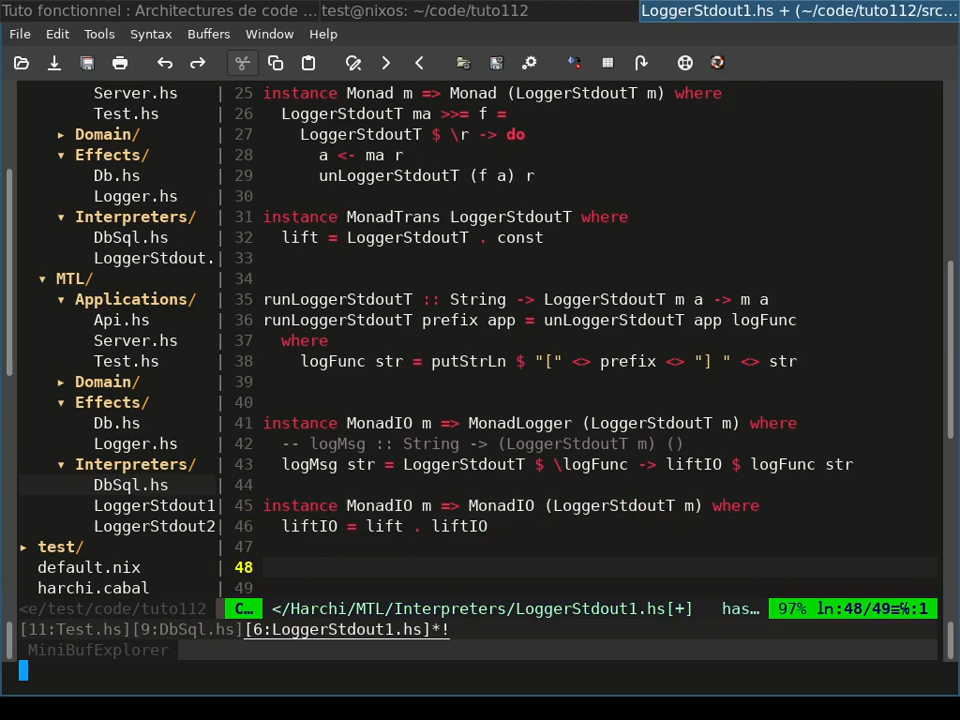 Tuto fonctionnel : Architectures de code ...
test@nixos: ~/code/tuto112
LoggerStdout1.hs + (~/code/tuto112/src...
File Edit Tools Syntax Buffers Window Help
Server.hs | 25 instance Monad m => Monad (LoggerStdoutT m) where
Test.hs | 26 LoggerStdoutT ma >>= f =
▸ Domain/ | 27 LoggerStdoutT $ \r -> do
▾ Effects/ | 28 a <- ma r
Db.hs | 29 unLoggerStdoutT (f a) r
Logger.hs | 30
▾ Interpreters/ | 31 instance MonadTrans LoggerStdoutT where
DbSql.hs | 32 lift = LoggerStdoutT . const
LoggerStdout. | 33
▾ MTL/ | 34
▾ Applications/ | 35 runLoggerStdoutT :: String -> LoggerStdoutT m a -> m a
Api.hs | 36 runLoggerStdoutT prefix app = unLoggerStdoutT app logFunc
Server.hs | 37 where
Test.hs | 38 logFunc str = putStrLn $ "[" <> prefix <> "] " <> str
▸ Domain/ | 39
▾ Effects/ | 40
Db.hs | 41 instance MonadIO m => MonadLogger (LoggerStdoutT m) where
Logger.hs | 42 -- logMsg :: String -> (LoggerStdoutT m) ()
▾ Interpreters/ | 43 logMsg str = LoggerStdoutT $ \logFunc -> liftIO $ logFunc str
DbSql.hs | 44
LoggerStdout1| 45 instance MonadIO m => MonadIO (LoggerStdoutT m) where
LoggerStdout2| 46 liftIO = lift . liftIO
▸ test/ | 47
default.nix | 48
harchi.cabal | 49
<e/test/code/tuto112 C… </Harchi/MTL/Interpreters/LoggerStdout1.hs[+] has… 97% ln:48/49≡℅:1
[11:Test.hs][9:DbSql.hs][6:LoggerStdout1.hs]*!
MiniBufExplorer